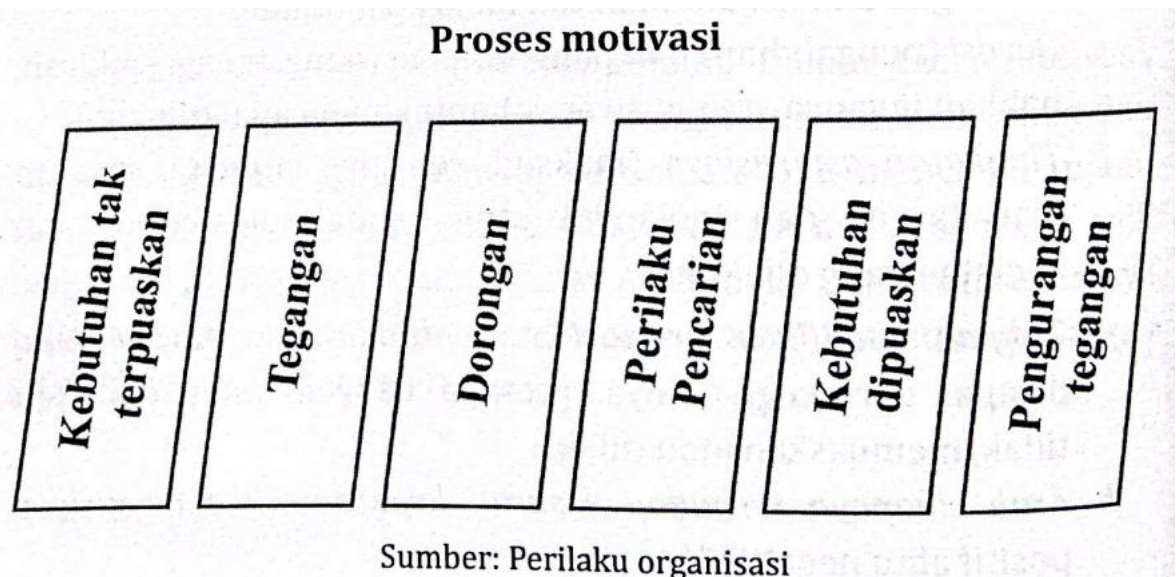 Proses motivasi
Kebutuhan tak
terpuaskan
Tegangan
Dorongan
Perilaku
Pencarian
Kebutuhan
dipuaskan
Pengurangan
tegangan
Sumber: Perilaku organisasi